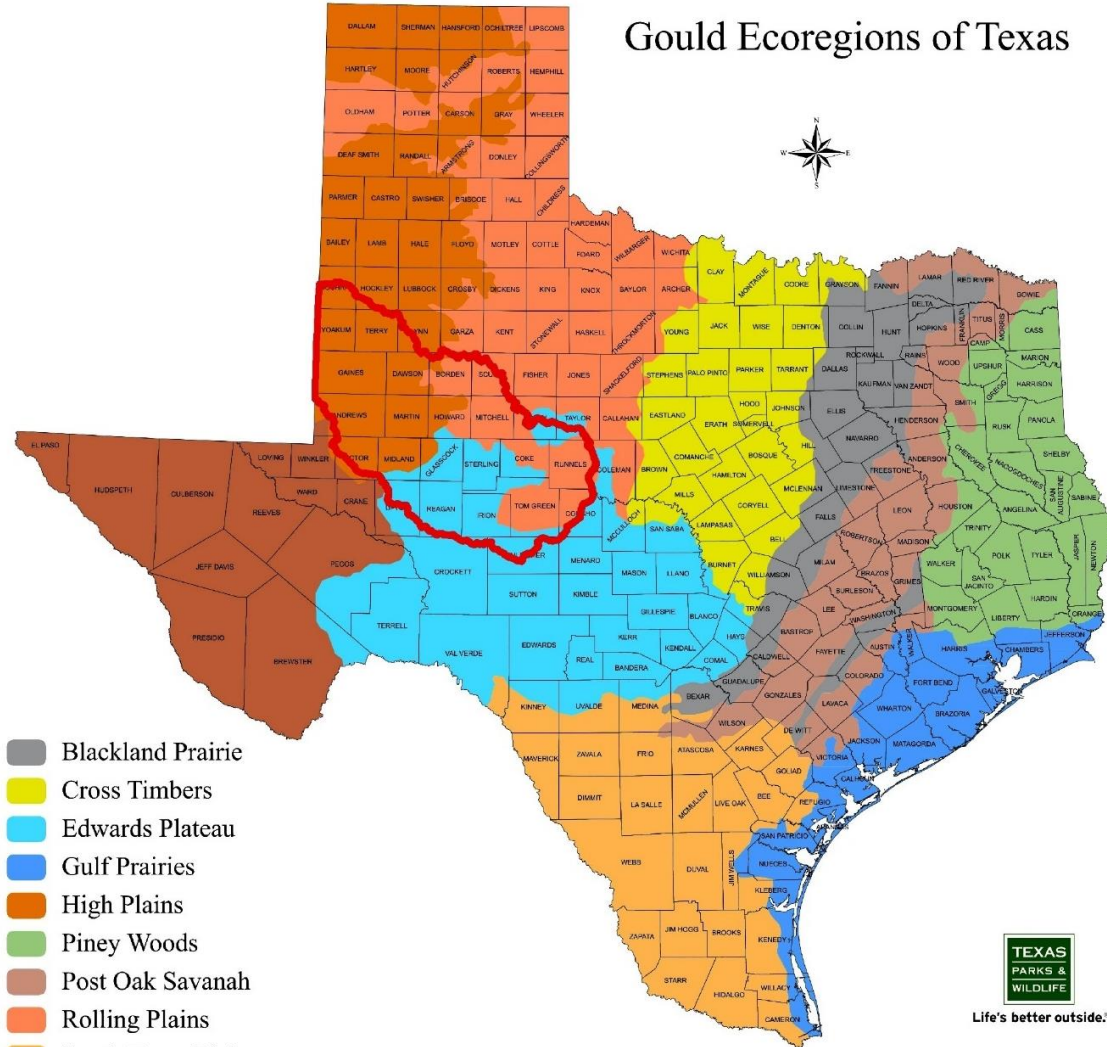 Gould Ecoregions of Texas
N
W E
S
DALLAM SHERMAN HANSFORD OCHILTREE LIPSCOMB
HARTLEY MOORE HUTCHINSON ROBERTS HEMPHILL
OLDHAM POTTER CARSON GRAY WHEELER
DEAF SMITH RANDALL ARMSTRONG DONLEY COLLINGSWORTH
PARMER CASTRO SWISHER BRISCOE HALL CHILDRESS
BAILEY LAMB HALE FLOYD MOTLEY COTTLE HARDEMAN FOARD WILBARGER WICHITA
HOCKLEY LUBBOCK CROSBY DICKENS KING KNOX BAYLOR ARCHER CLAY MONTAGUE COOKE GRAYSON FANNIN LAMAR RED RIVER BOWIE
YOAKUM TERRY GARZA KENT STONEWALL HASKELL THROCKMORTON YOUNG JACK WISE DENTON COLLIN HUNT DELTA HOPKINS FRANKLIN TITUS MORRIS CASS
GAINES DAWSON BORDEN FISHER JONES SHACKELFORD STEPHENS PALO PINTO PARKER TARRANT DALLAS ROCKWALL KAUFMAN RAINS VAN ZANDT WOOD CAMP UPSHUR GREGG MARION HARRISON
MARTIN HOWARD MITCHELL TAYLOR CALLAHAN EASTLAND ERATH HOOD SOMERVELL JOHNSON ELLIS NAVARRO HENDERSON SMITH RUSK PANOLA
EL PASO HUDSPETH CULBERSON LOVING WINKLER MIDLAND GLASSCOCK STERLING COKE RUNNELS BROWN COMANCHE HAMILTON BOSQUE HILL FREESTONE ANDERSON CHEROKEE NACOGDOCHES SHELBY
REEVES WARD CRANE REAGAN IRION TOM GREEN MCCULLOCH SAN SABA MILLS LAMPASAS CORYELL MCLENNAN LIMESTONE FALLS LEON HOUSTON ANGELINA SAN AUGUSTINE SABINE
JEFF DAVIS PECOS CROCKETT MENARD MASON LLANO BURNET BELL MILAM ROBERTSON MADISON TRINITY POLK TYLER JASPER NEWTON
PRESIDIO BREWSTER TERRELL SUTTON KIMBLE GILLESPIE BLANCO TRAVIS WILLIAMSON LEE BURLESON BRAZOS GRIMES WALKER SAN JACINTO HARDIN
VAL VERDE EDWARDS REAL KERR BANDERA KENDALL COMAL HAYS CALDWELL BASTROP FAYETTE WASHINGTON AUSTIN WALKER MONTGOMERY LIBERTY ORANGE
KINNEY UVALDE MEDINA BEXAR GUADALUPE GONZALES LAVACA COLORADO FORT BEND HARRIS CHAMBERS JEFFERSON
MAVERICK ZAVALA FRIO ATASCOSA WILSON KARNES DE WITT JACKSON WHARTON BRAZORIA GALVESTON
DIMMIT LA SALLE MCMULLEN LIVE OAK BEE GOLIAD VICTORIA CALHOUN MATAGORDA
WEBB DUVAL JIM WELLS SAN PATRICIO REFUGIO NUECES
ZAPATA JIM HOGG BROOKS KENEDY KLEBERG
STARR HIDALGO WILLACY
CAMERON
Blackland Prairie
Cross Timbers
Edwards Plateau
Gulf Prairies
High Plains
Piney Woods
Post Oak Savanah
Rolling Plains
TEXAS
PARKS &
WILDLIFE
Life's better outside.®